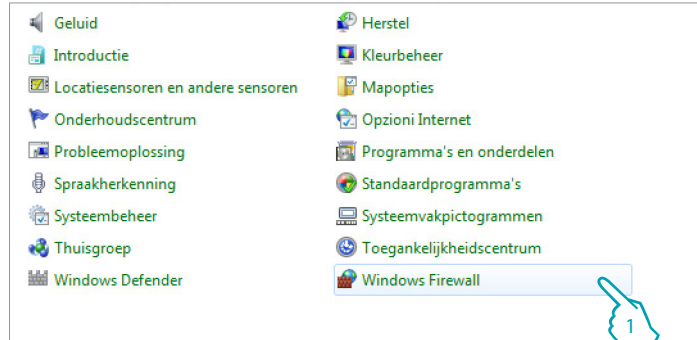 Geluid
Herstel
Introductie
Kleurbeheer
Locatiesensoren en andere sensoren
Mapopties
Onderhoudscentrum
Opzioni Internet
Probleemoplossing
Programma's en onderdelen
Spraakherkenning
Standaardprogramma's
Systeembeheer
Systeemvakpictogrammen
Thuisgroep
Toegankelijkheidscentrum
Windows Defender
Windows Firewall
1